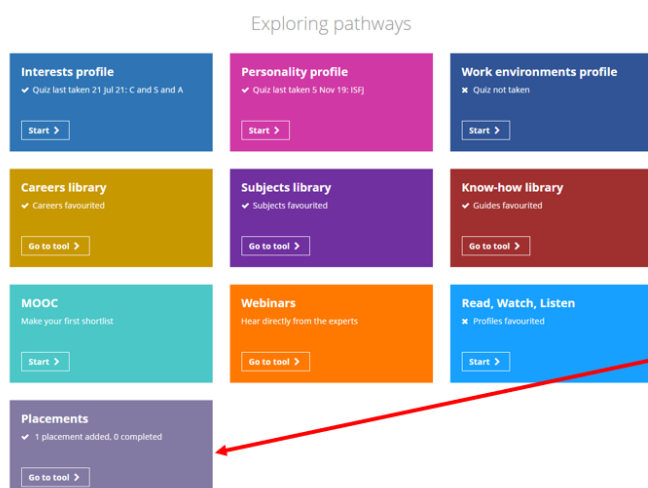 Exploring pathways
Interests profile
✔ Quiz last taken 21 Jul 21: C and S and A
Start ❯
Personality profile
✔ Quiz last taken 5 Nov 19: ISFJ
Start ❯
Work environments profile
✖ Quiz not taken
Start ❯
Careers library
✔ Careers favourited
Go to tool ❯
Subjects library
✔ Subjects favourited
Go to tool ❯
Know-how library
✔ Guides favourited
Go to tool ❯
MOOC
Make your first shortlist
Start ❯
Webinars
Hear directly from the experts
Go to tool ❯
Read, Watch, Listen
✖ Profiles favourited
Start ❯
Placements
✔ 1 placement added, 0 completed
Go to tool ❯